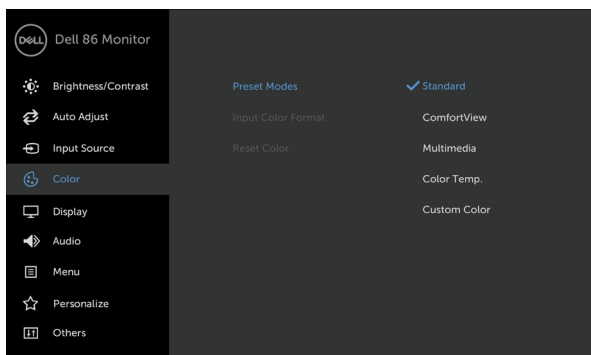 DELL Dell 86 Monitor
Brightness/Contrast Preset Modes Standard
Auto Adjust Input Color Format ComfortView
Input Source Reset Color Multimedia
Color Color Temp.
Display Custom Color
Audio
Menu
Personalize
Others